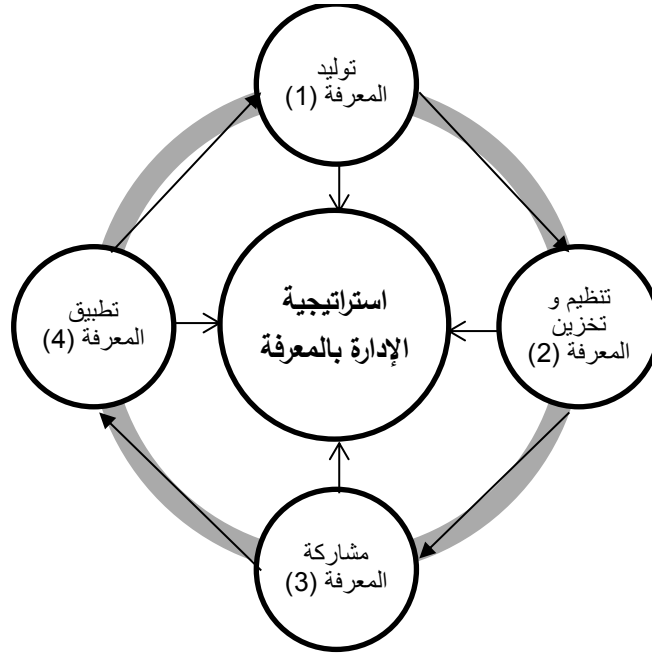 توليد
المعرفة (1)
تنظيم و
تخزين
المعرفة (2)
استراتيجية
الإدارة بالمعرفة
تطبيق
المعرفة (4)
مشاركة
المعرفة (3)